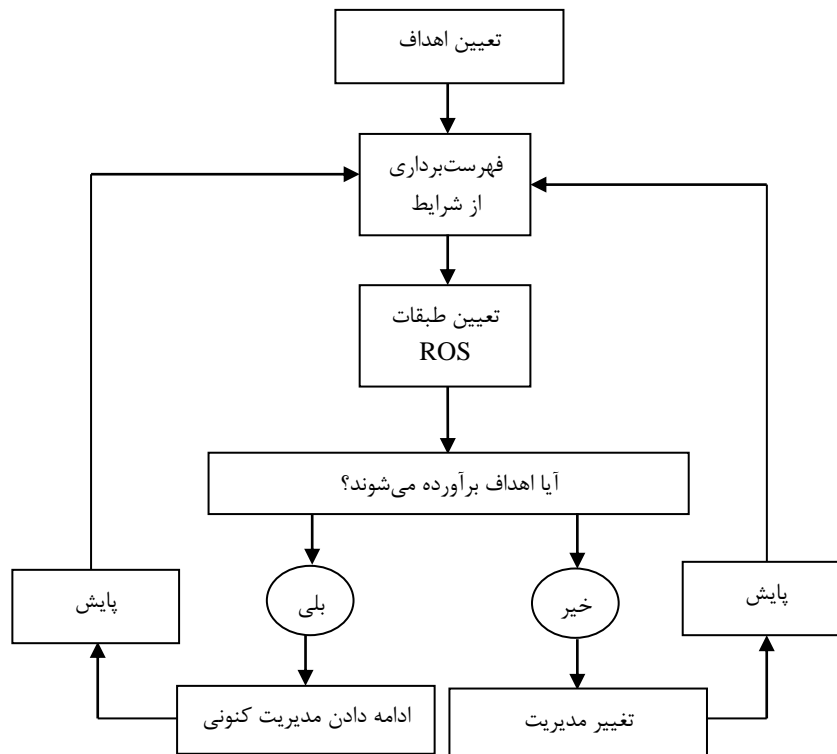 تعیین اهداف
فهرست‌برداری
از شرایط
تعیین طبقات
ROS
آیا اهداف برآورده می‌شوند؟
بلی
خیر
پایش
پایش
ادامه دادن مدیریت کنونی
تغییر مدیریت